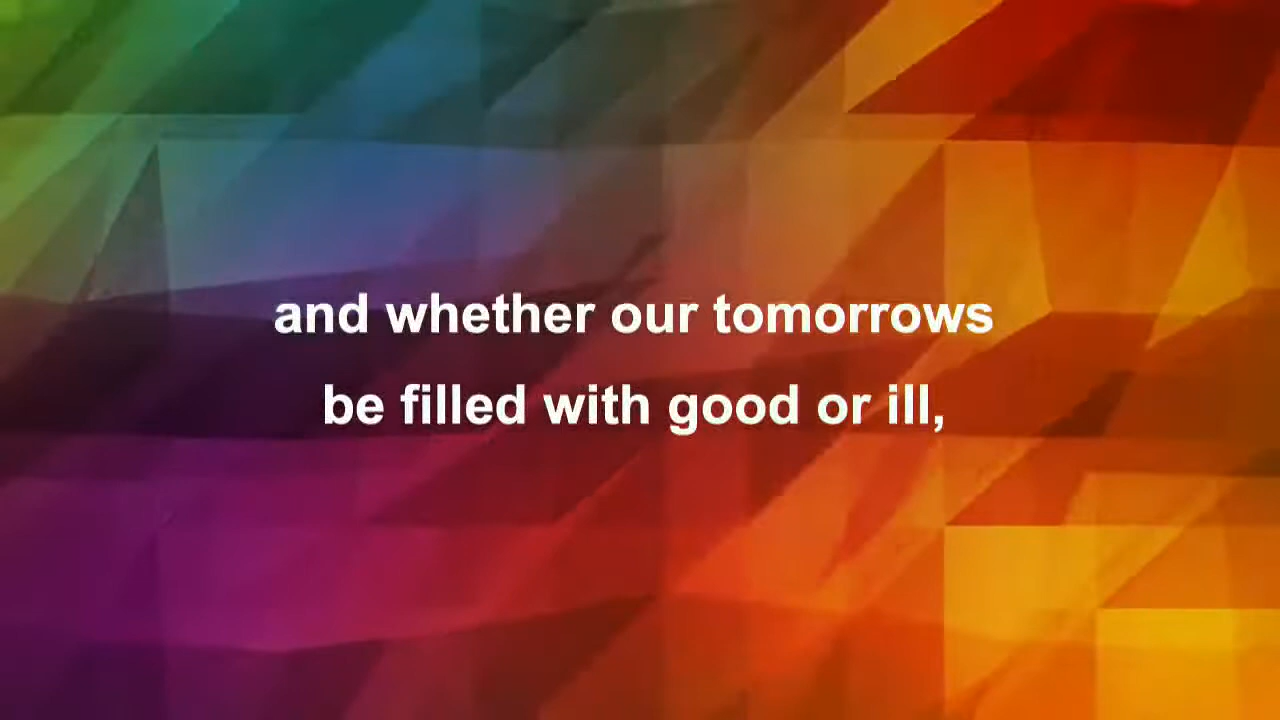 and whether our tomorrows
be filled with good or ill,